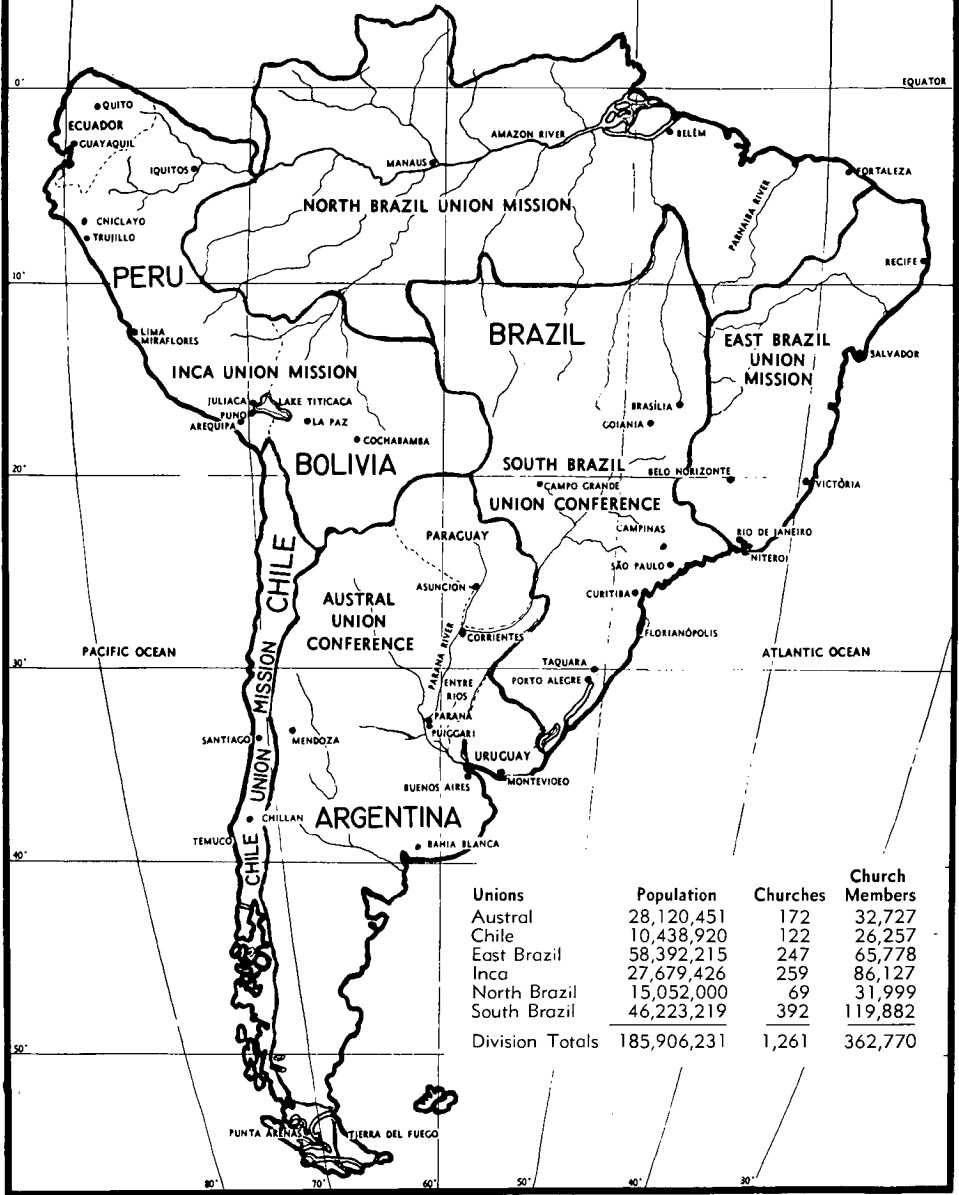 0°
EQUATOR
QUITO
ECUADOR
GUAYAQUIL
IQUITOS
AMAZON RIVER
BELÉM
MANAUS
FORTALEZA
NORTH BRAZIL UNION MISSION
PARNAIBA RIVER
CHICLAYO
TRUJILLO
RECIFE
PERU
10°
LIMA
MIRAFLORES
BRAZIL
EAST BRAZIL
UNION
MISSION
SALVADOR
INCA UNION MISSION
JULIACA
LAKE TITICACA
PUNO
AREQUIPA
LA PAZ
BRASÍLIA
GOIANIA
COCHABAMBA
BOLIVIA
SOUTH BRAZIL
BELO NORIZONTE
20°
CAMPO GRANDE
VICTÒRIA
UNION CONFERENCE
CAMPINAS
RIO DE JANEIRO
NITEROI
PARAGUAY
SÃO PAULO
CHILE
ASUNCION
CURITIBA
AUSTRAL
UNION
CONFERENCE
CORRIENTES
FLORIANÓPOLIS
PACIFIC OCEAN
ATLANTIC OCEAN
PARANA RIVER
30°
TAQUARA
PORTO ALEGRE
ENTRE
RIOS
PARANÁ
PUIGGARI
SANTIAGO
MENDOZA
URUGUAY
MONTEVIDEO
BUENOS AIRES
CHILE UNION MISSION
CHILLAN
ARGENTINA
TEMUCO
BAHIA BLANCA
40°
Unions Population Churches Church Members
Austral 28,120,451 172 32,727
Chile 10,438,920 122 26,257
East Brazil 58,392,215 247 65,778
Inca 27,679,426 259 86,127
North Brazil 15,052,000 69 31,999
South Brazil 46,223,219 392 119,882
Division Totals 185,906,231 1,261 362,770
50°
PUNTA ARENAS
TIERRA DEL FUEGO
80° 70° 60° 50° 40° 30°